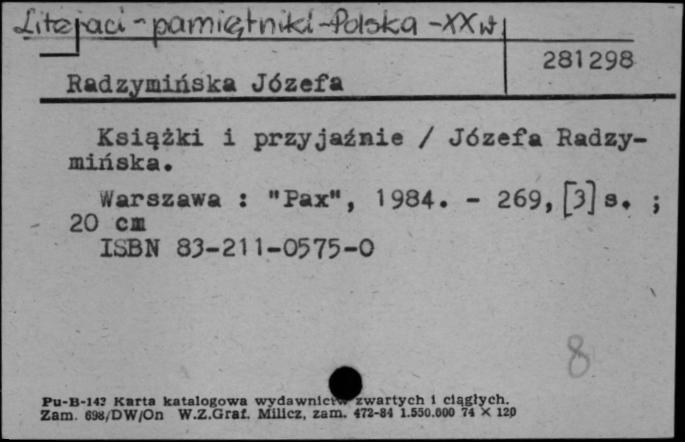 Literaci - pamiętniki - Polska - XX w.
281298
Radzymińska Józefa
Książki i przyjaźnie / Józefa Radzy-
mińska.
Warszawa : "Pax", 1984. - 269, [3] s. ;
20 cm
ISBN 83-211-0575-0
8
Pu-B-143 Karta katalogowa wydawnictw zwartych i ciągłych.
Zam. 698/DW/On W.Z.Graf. Milicz, zam. 472-84 1.550.000 74 × 120